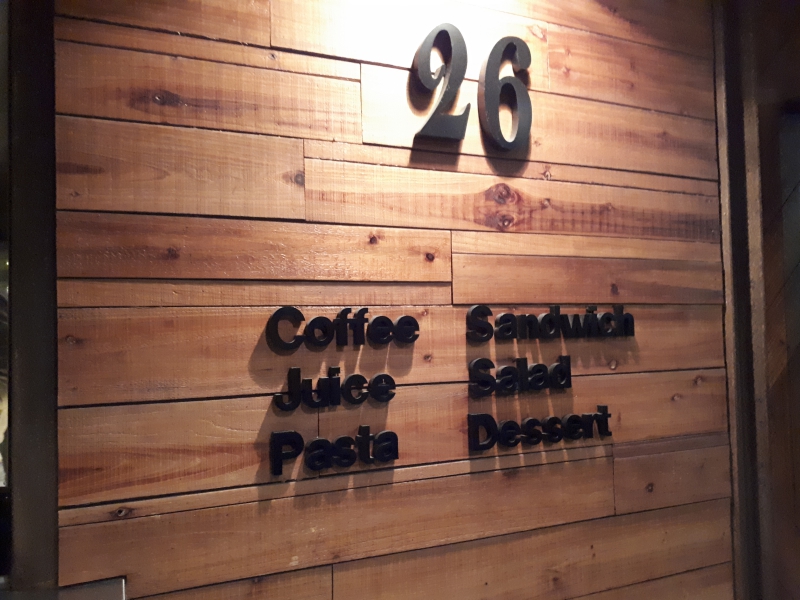 26
Coffee
Juice
Pasta
Sandwich
Salad
Dessert